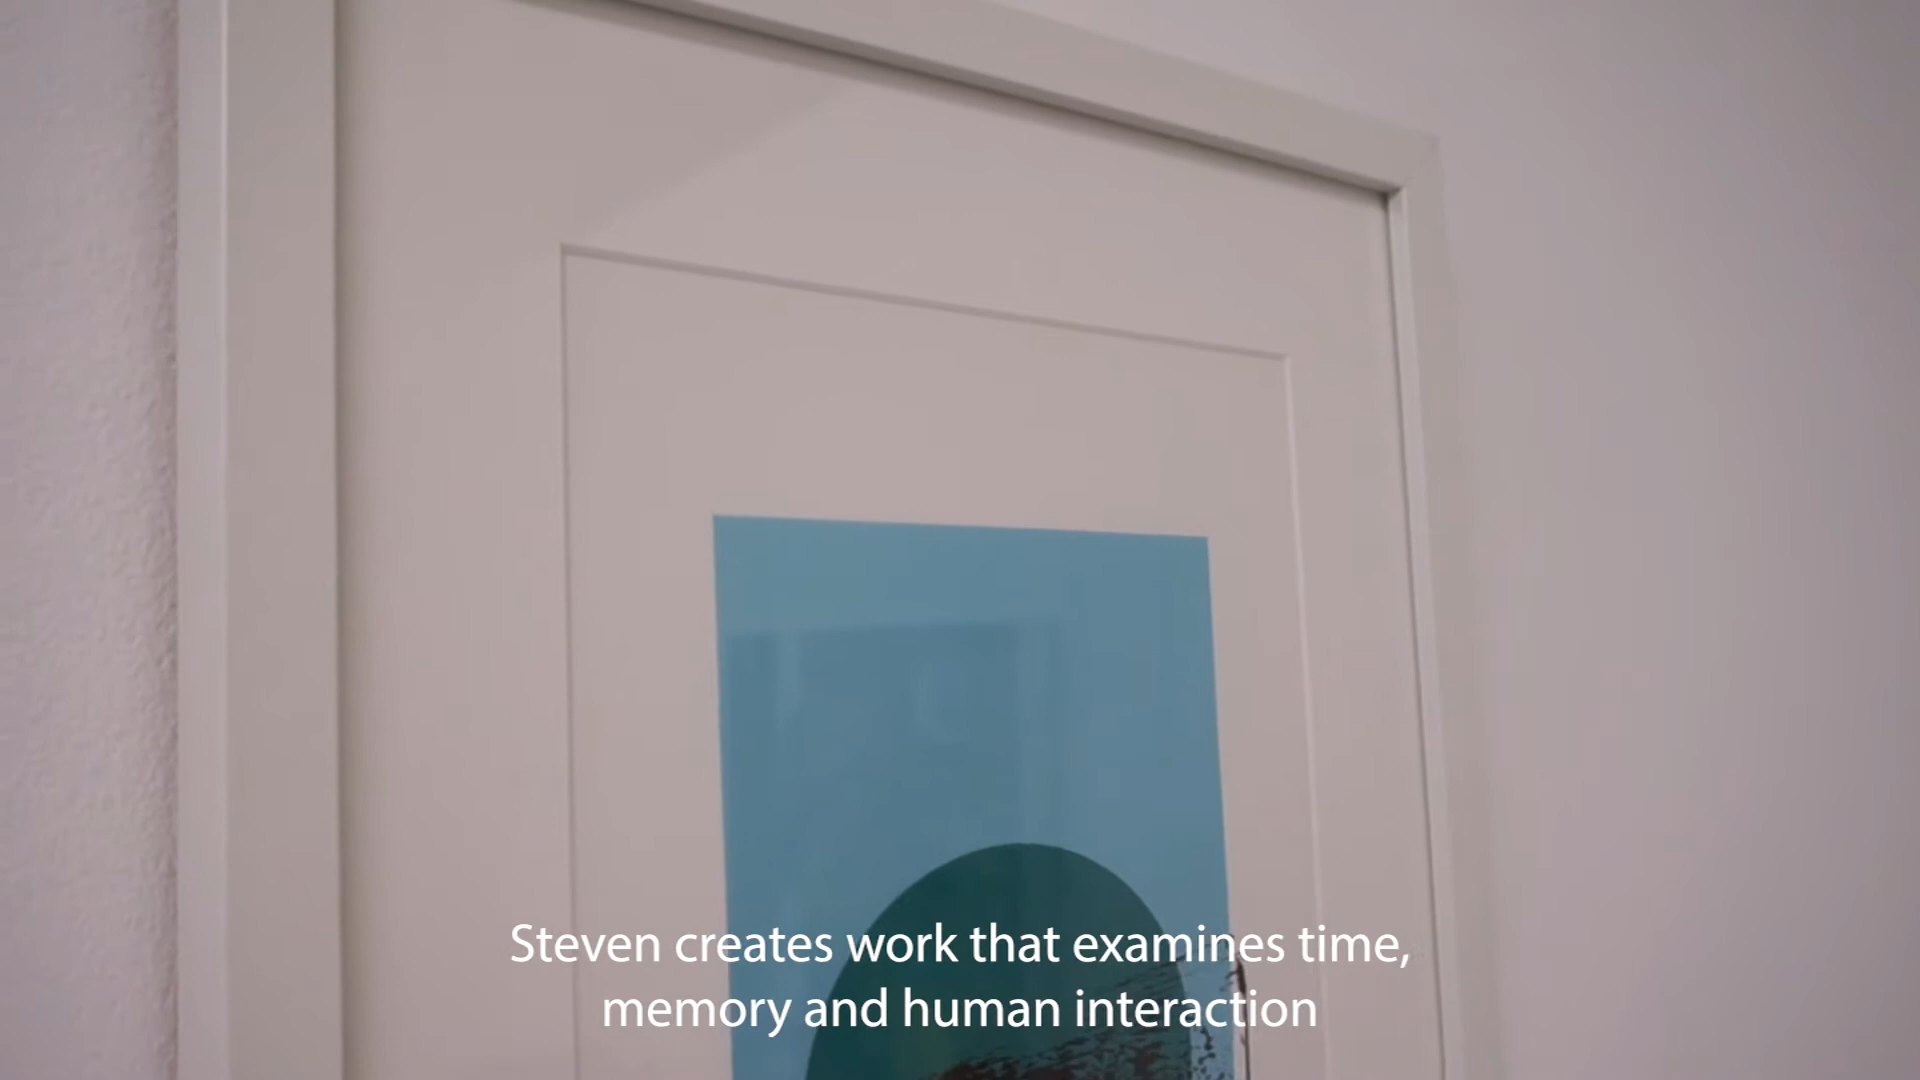 Steven creates work that examines time,
memory and human interaction